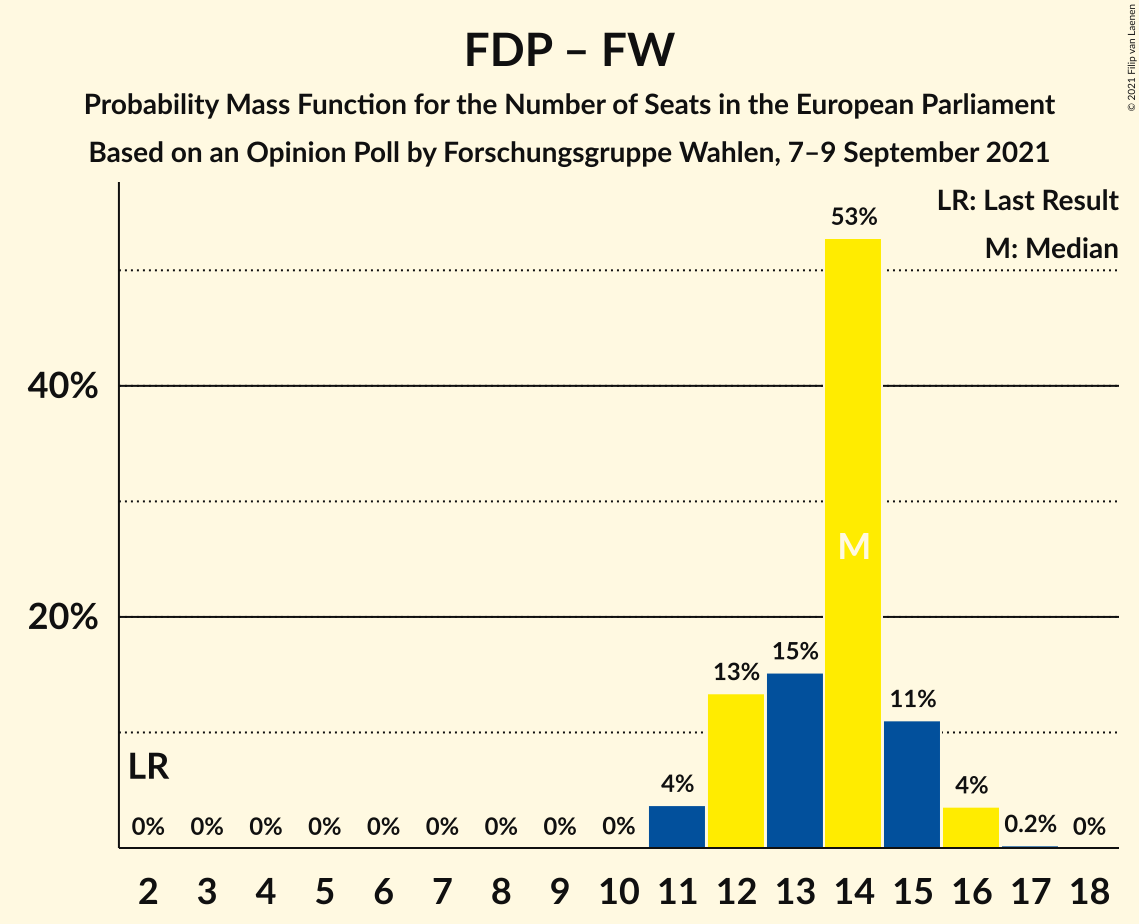 FDP – FW
Probability Mass Function for the Number of Seats in the European Parliament
Based on an Opinion Poll by Forschungsgruppe Wahlen, 7–9 September 2021
© 2021 Filip van Laenen
LR: Last Result
M: Median
53%
40%
M
20%
15%
13%
11%
LR
4%
4%
0% 0% 0% 0% 0% 0% 0% 0% 0% 0.2% 0%
2 3 4 5 6 7 8 9 10 11 12 13 14 15 16 17 18